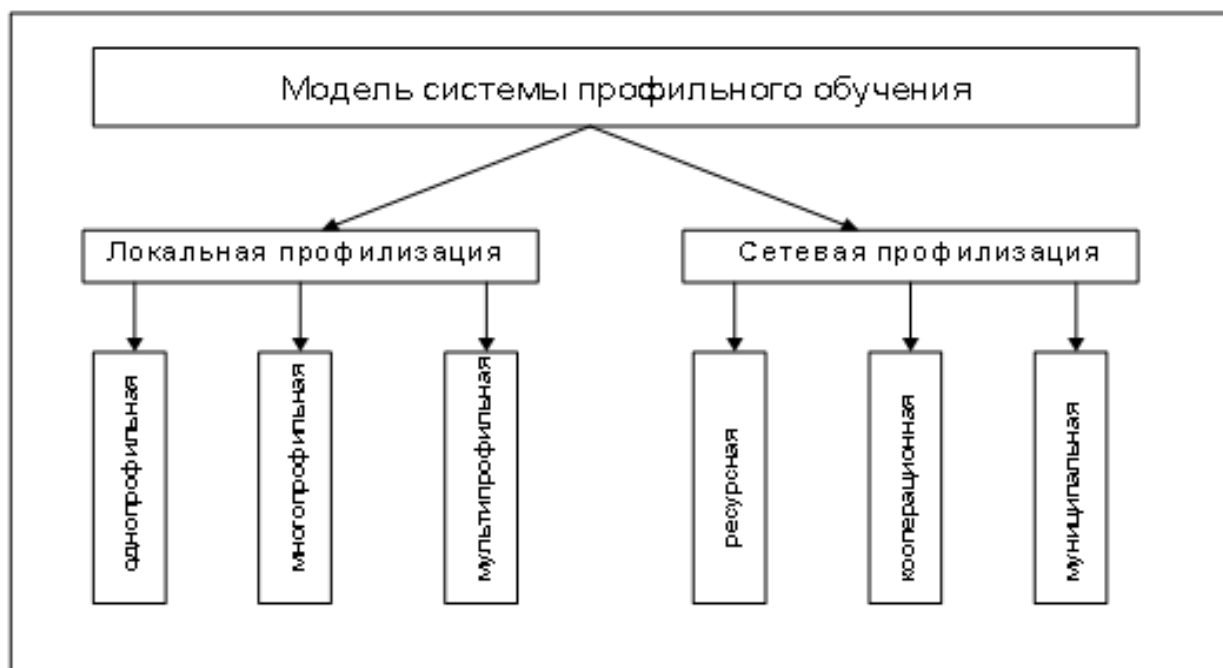 Модель системы профильного обучения
Локальная профилизация
Сетевая профилизация
однопрофильная
многопрофильная
мультипрофильная
ресурсная
кооперационная
муниципальная